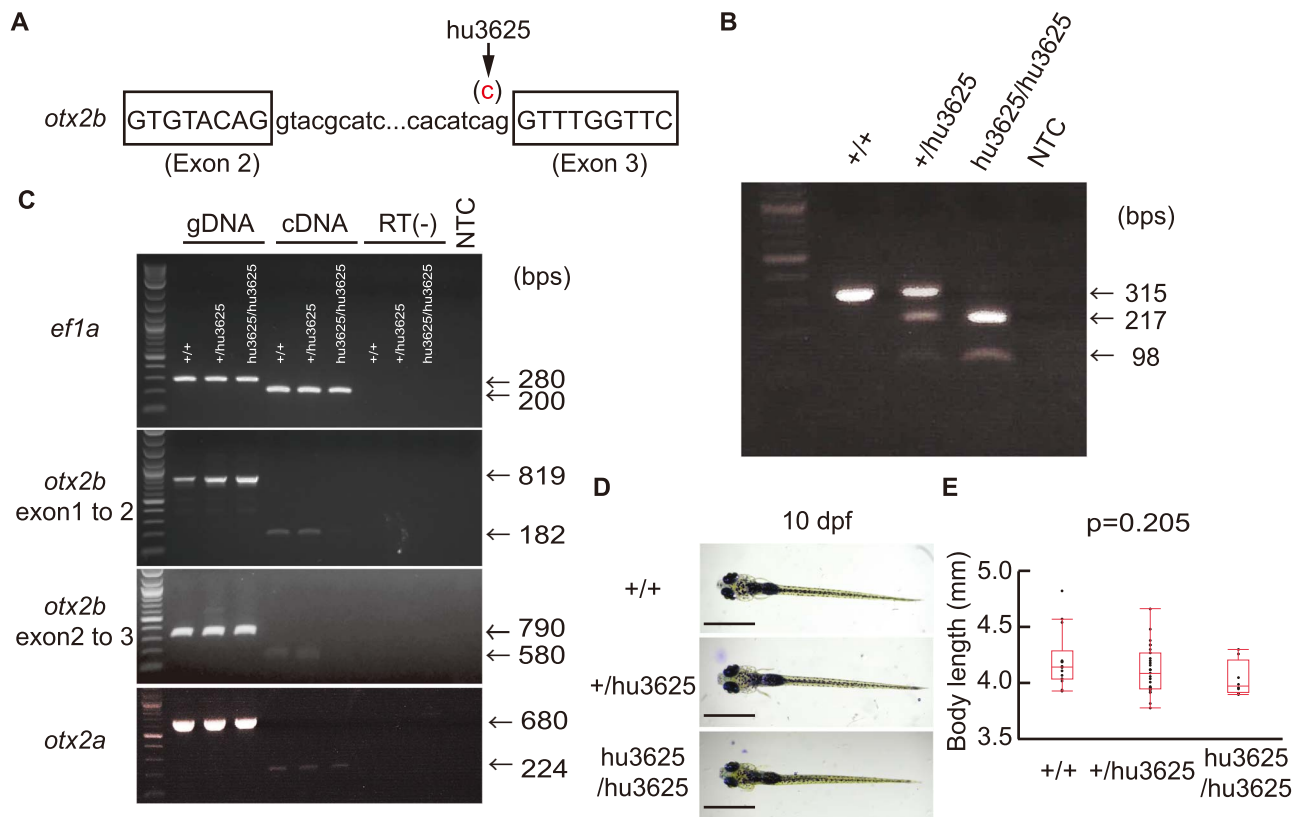 A
hu3625
(c)
otx2b GTGTACAG gtacgcatc...cacatcag GTTTGGTTC
(Exon 2) (Exon 3)
B
+/+ +/hu3625 hu3625/hu3625 NTC
(bps)
← 315
← 217
← 98
C
gDNA cDNA RT(-) NTC
(bps)
+/+ +/hu3625 hu3625/hu3625 +/+ +/hu3625 hu3625/hu3625 +/+ +/hu3625 hu3625/hu3625
ef1a
← 280
← 200
otx2b
exon1 to 2
← 819
← 182
otx2b
exon2 to 3
← 790
← 580
otx2a
← 680
← 224
D
10 dpf
+/+
+/hu3625
hu3625
/hu3625
E
p=0.205
Body length (mm)
5.0
4.5
4.0
3.5
+/+ +/hu3625 hu3625
/hu3625